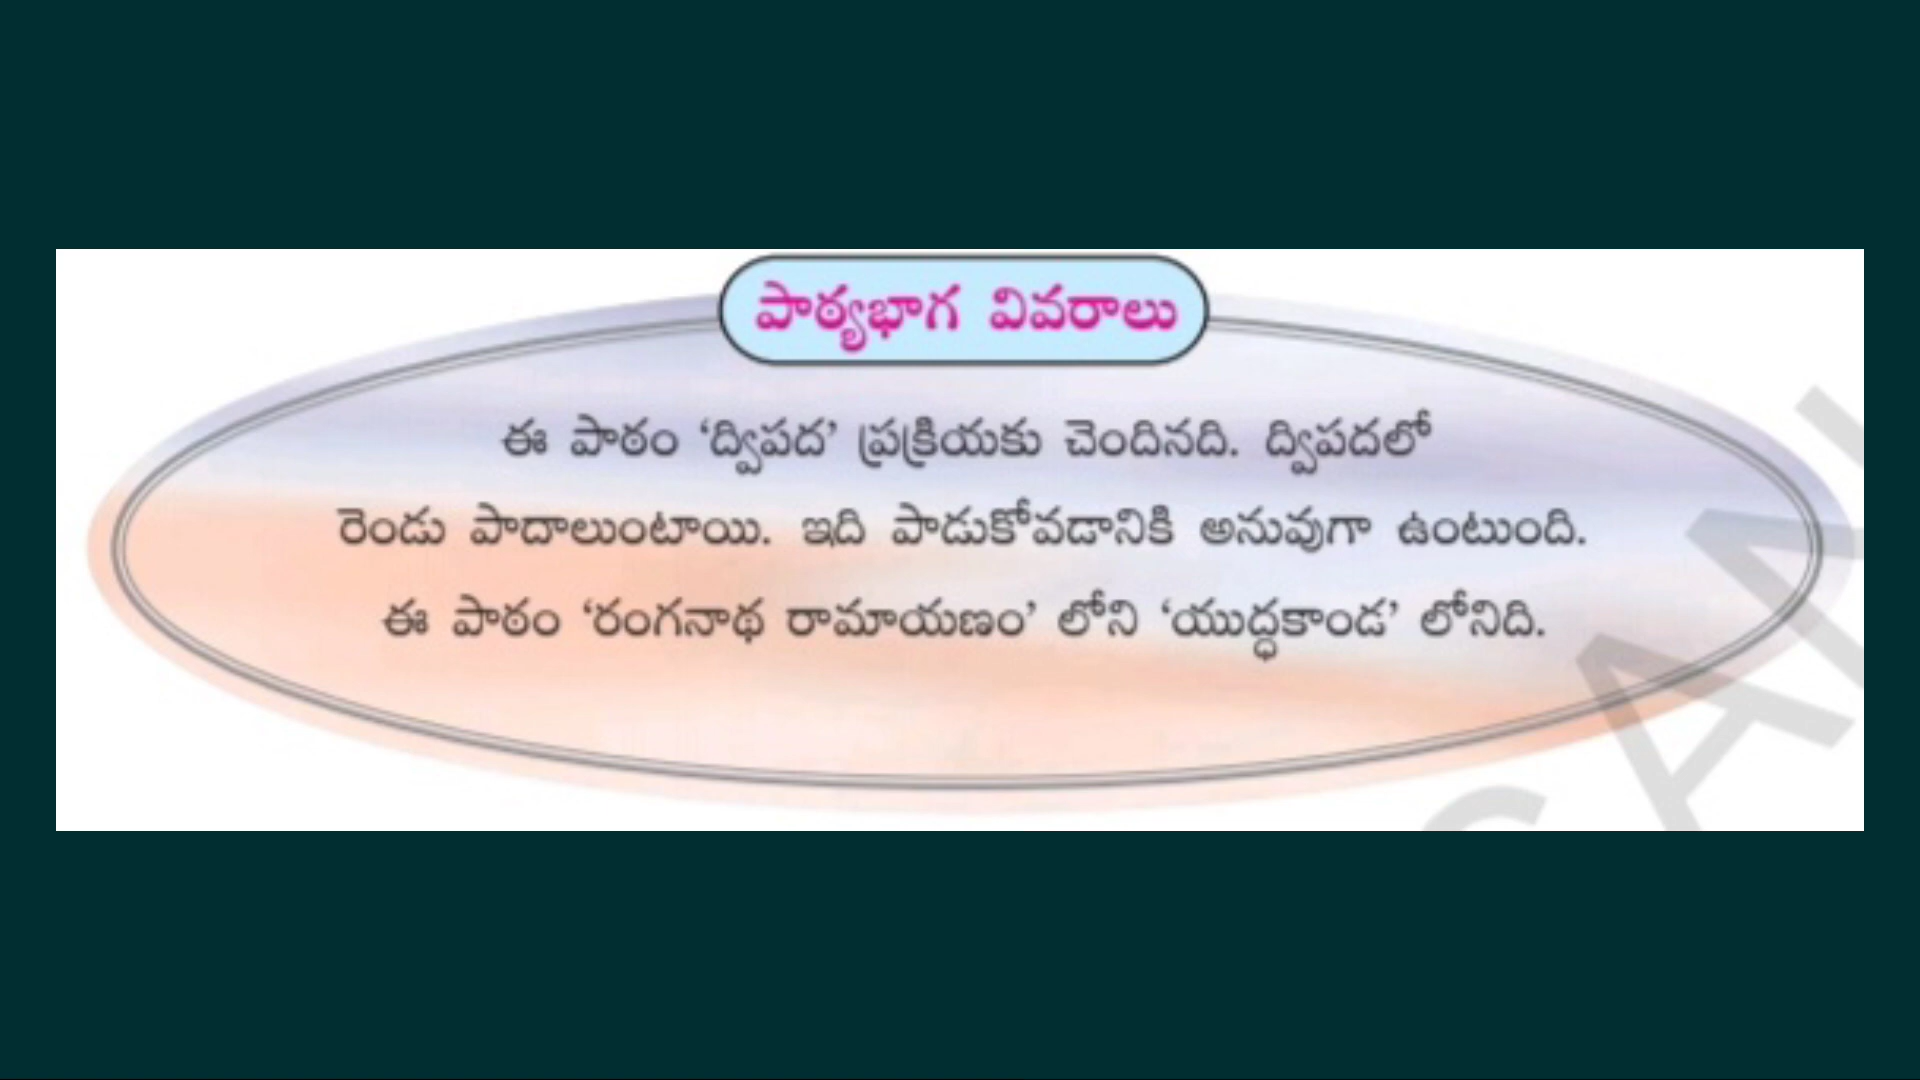 పాఠ్యభాగ వివరాలు
ఈ పాఠం ‘ద్విపద’ ప్రక్రియకు చెందినది. ద్విపదలో
రెండు పాదాలుంటాయి. ఇది పాడుకోవడానికి అనువుగా ఉంటుంది.
ఈ పాఠం ‘రంగనాథ రామాయణం’ లోని ‘యుద్ధకాండ’ లోనిది.